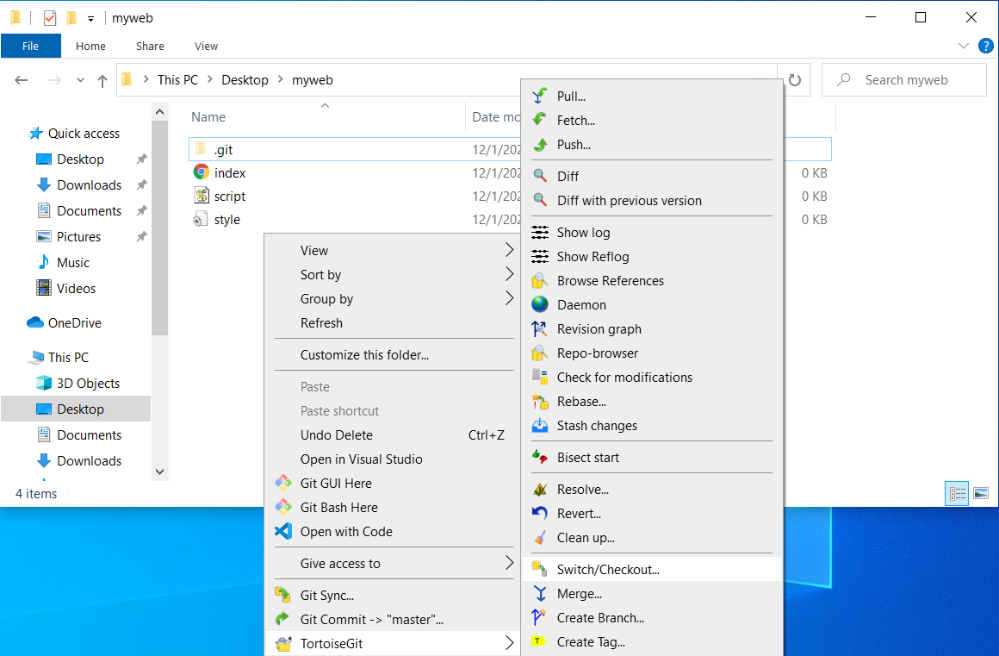 myweb
File Home Share View
This PC > Desktop > myweb
Search myweb
Quick access
Desktop
Downloads
Documents
Pictures
Music
Videos
OneDrive
This PC
3D Objects
Desktop
Documents
Downloads
4 items
Name Date mo
.git 12/1/202
index 12/1/202 0 KB
script 12/1/202 0 KB
style 12/1/202 0 KB
View
Sort by
Group by
Refresh
Customize this folder...
Paste
Paste shortcut
Undo Delete Ctrl+Z
Open in Visual Studio
Git GUI Here
Git Bash Here
Open with Code
Give access to
Git Sync...
Git Commit -> "master"...
TortoiseGit
Pull...
Fetch...
Push...
Diff
Diff with previous version
Show log
Show Reflog
Browse References
Daemon
Revision graph
Repo-browser
Check for modifications
Rebase...
Stash changes
Bisect start
Resolve...
Revert...
Clean up...
Switch/Checkout...
Merge...
Create Branch...
Create Tag...